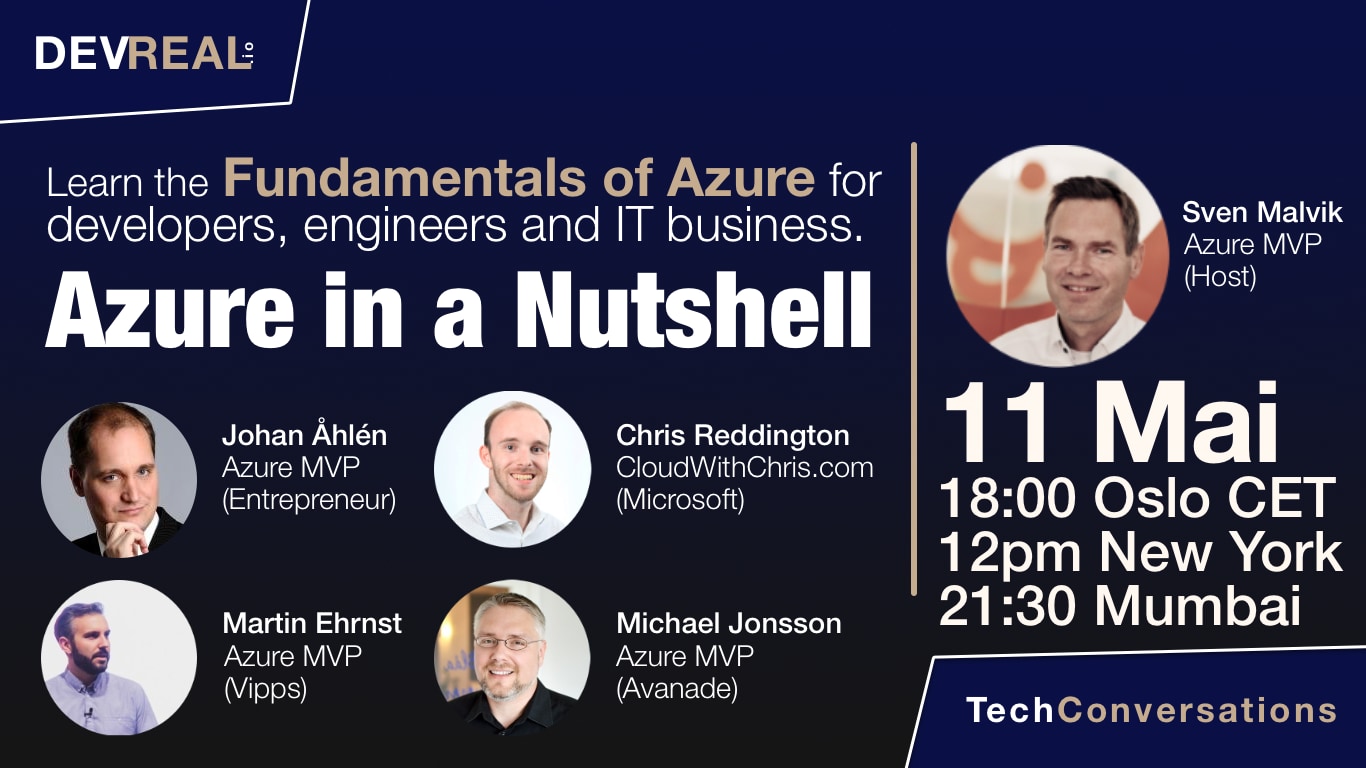 DEVREAL.io
Learn the Fundamentals of Azure for
developers, engineers and IT business.
Azure in a Nutshell
Johan Åhlén
Azure MVP
(Entrepreneur)
Chris Reddington
CloudWithChris.com
(Microsoft)
Martin Ehrnst
Azure MVP
(Vipps)
Michael Jonsson
Azure MVP
(Avanade)
Sven Malvik
Azure MVP
(Host)
11 Mai
18:00 Oslo CET
12pm New York
21:30 Mumbai
TechConversations